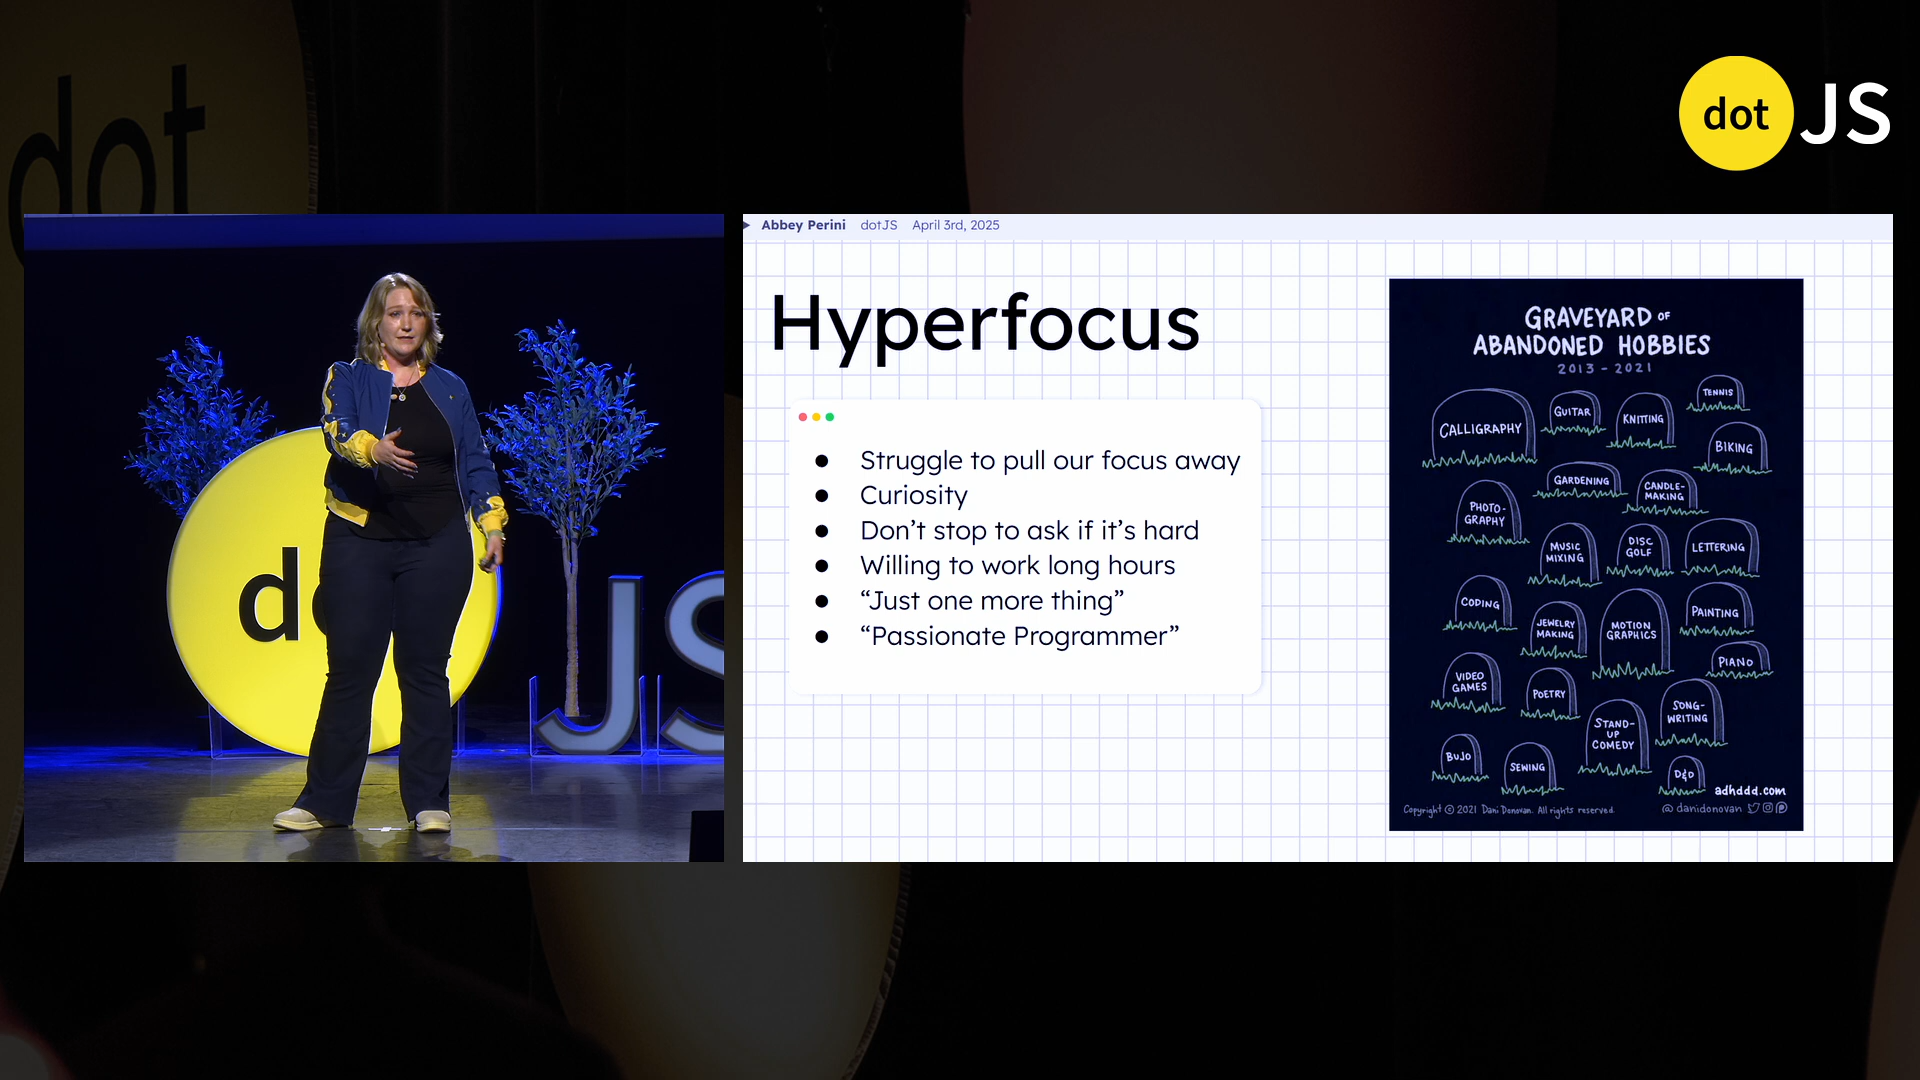 dot
dot JS
Abbey Perini dotJS April 3rd, 2025
Hyperfocus
● Struggle to pull our focus away
● Curiosity
● Don’t stop to ask if it’s hard
● Willing to work long hours
● “Just one more thing”
● “Passionate Programmer”
GRAVEYARD OF
ABANDONED HOBBIES
2013 - 2021
TENNIS
CALLIGRAPHY
GUITAR
KNITTING
BIKING
GARDENING
CANDLE-
MAKING
PHOTO-
GRAPHY
MUSIC
MIXING
DISC
GOLF
LETTERING
CODING
JEWELRY
MAKING
MOTION
GRAPHICS
PAINTING
PIANO
VIDEO
GAMES
POETRY
STAND-
UP
COMEDY
SONG-
WRITING
BUJO
SEWING
D&D
adhddd.com
Copyright © 2021 Dani Donovan. All rights reserved.
@danidonovan
d
JS